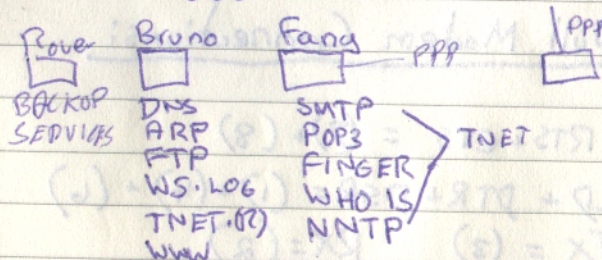 PPP
Rover Bruno Fang PPP
BACKUP DNS SMTP
SERVICES ARP POP3 TNET
FTP FINGER
WS.LOG WHO IS
TNET.(R) NNTP
WWW